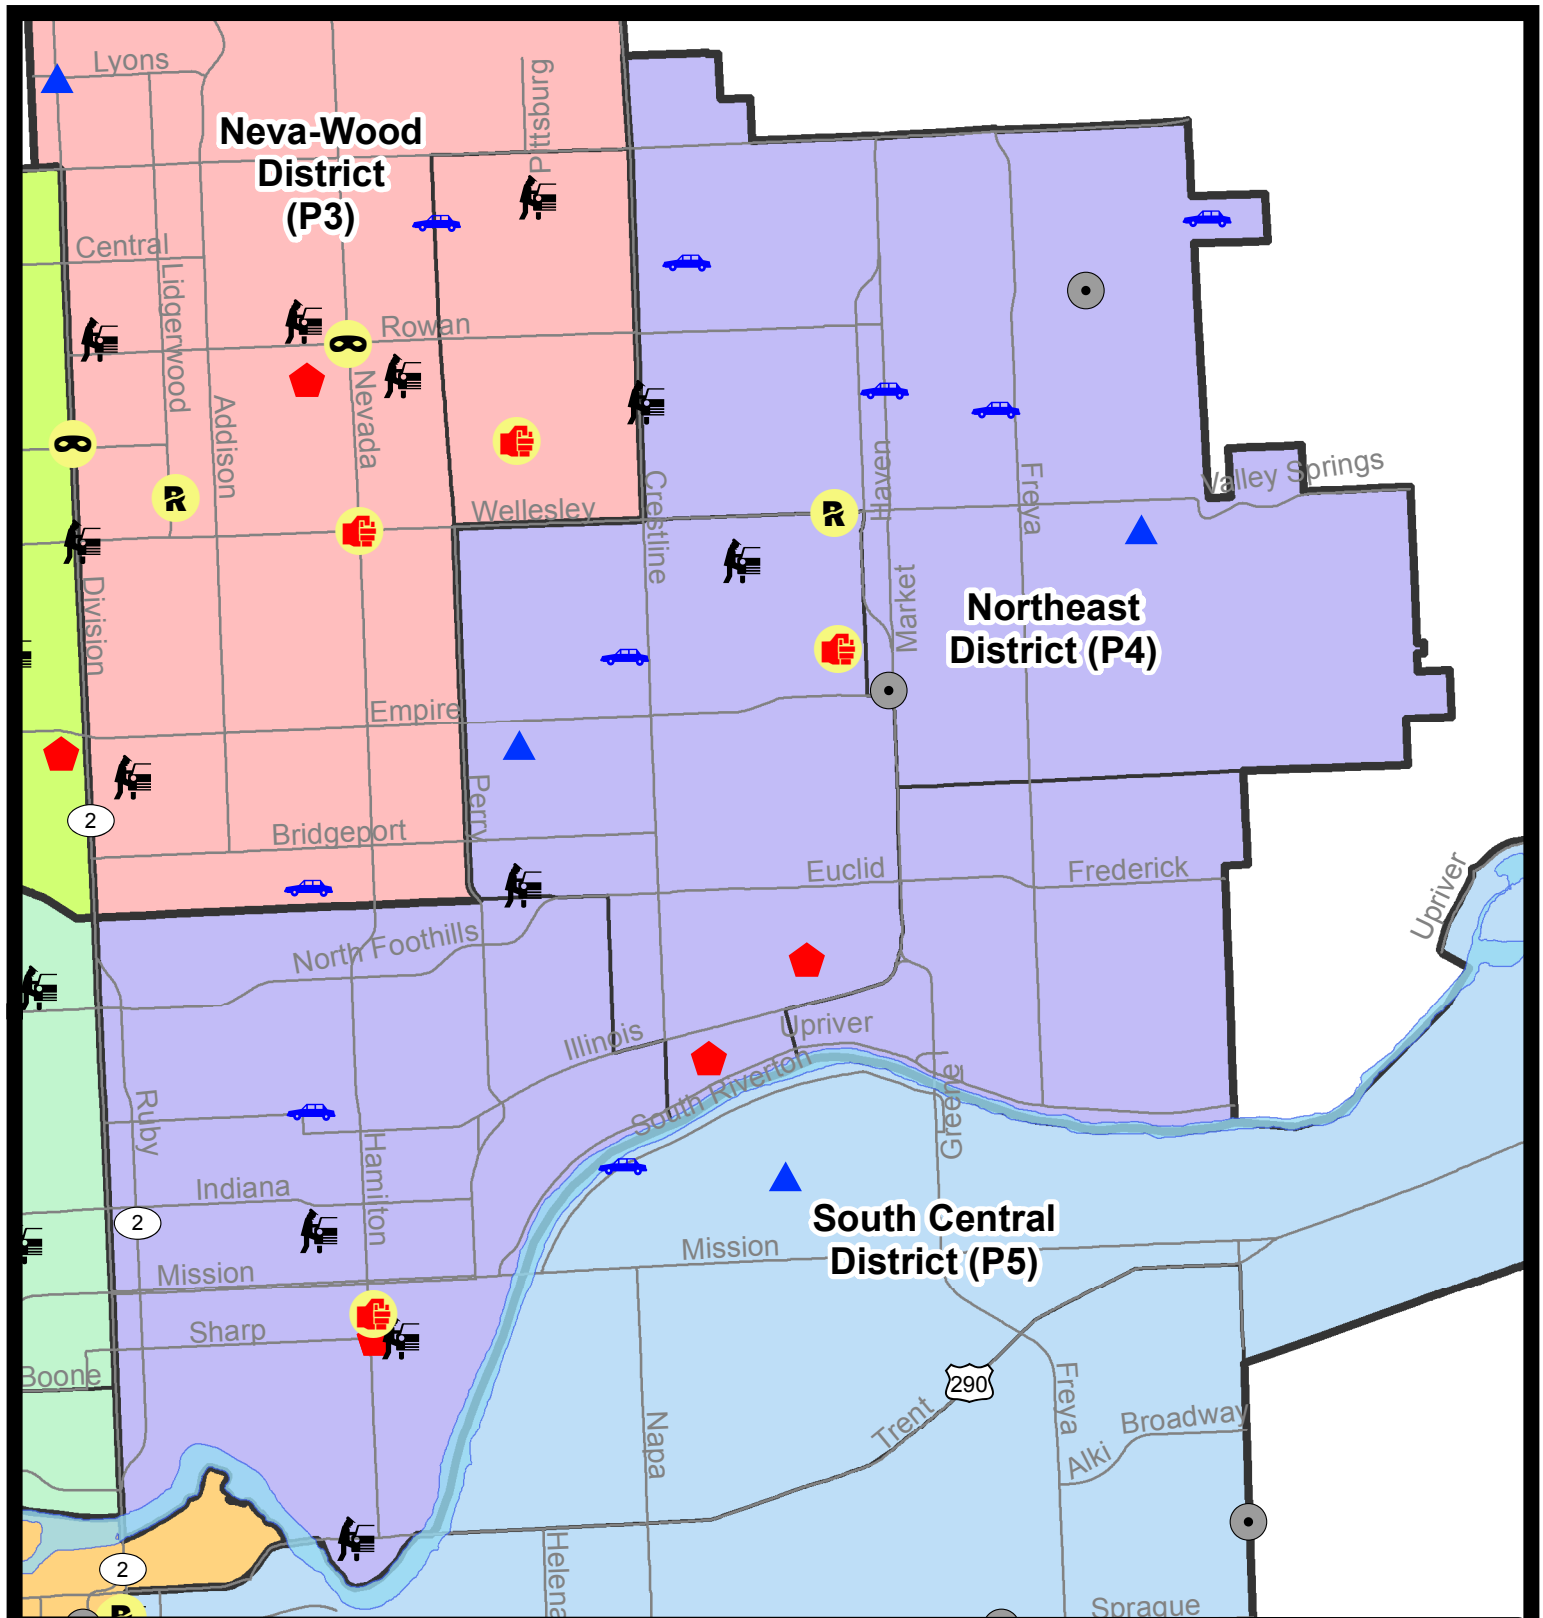 Lyons
Pittsburg
Neva-Wood
District
(P3)
Central
Lidgerwood
Rowan
Nevada
Addison
Haven
Freya
Valley Springs
R
R
Wellesley
Crestline
Division
Market
Northeast
District (P4)
Empire
Perry
2
Bridgeport
Euclid
Frederick
Upriver
North Foothills
Illinois
Upriver
South Riverton
Greene
Ruby
Hamilton
Indiana
2
South Central
District (P5)
Mission
Mission
Sharp
Boone
290
Freya
Trent
Broadway
Alki
Napa
Helena
2
R
Sprague